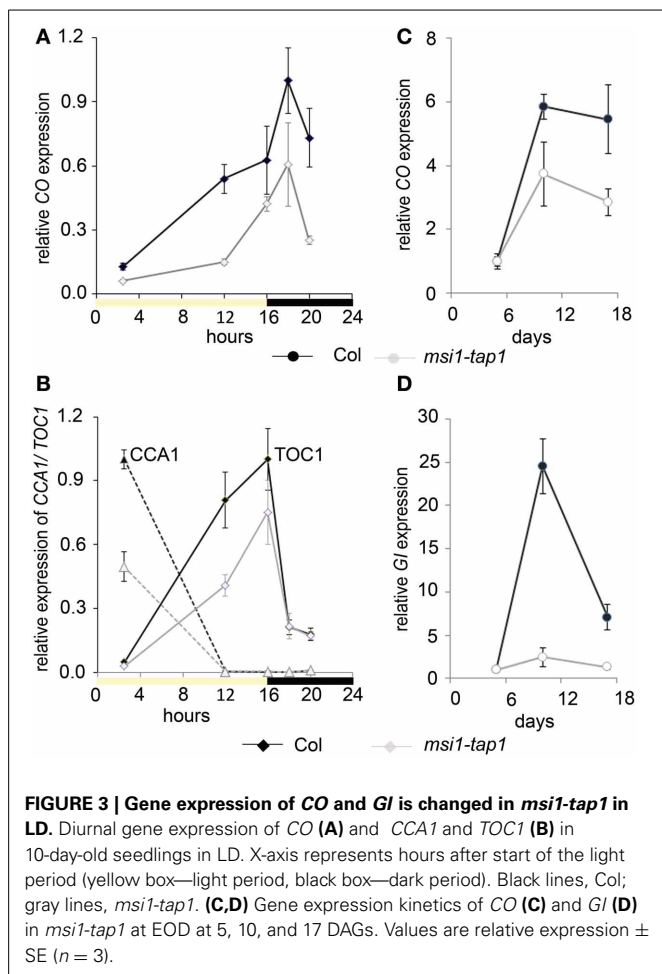 A
relative CO expression
1.2
0.9
0.6
0.3
0.0
0 4 8 12 16 20 24
hours
C
relative CO expression
8
6
4
2
0
0 6 12 18
days
Col msi1-tap1
B
relative expression of CCA1/ TOC1
1.2
0.9
0.6
0.3
0.0
CCA1
TOC1
0 4 8 12 16 20 24
hours
D
relative GI expression
30
25
20
15
10
5
0
0 6 12 18
days
Col msi1-tap1
FIGURE 3 | Gene expression of CO and GI is changed in msi1-tap1 in
LD. Diurnal gene expression of CO (A) and CCA1 and TOC1 (B) in
10-day-old seedlings in LD. X-axis represents hours after start of the light
period (yellow box—light period, black box—dark period). Black lines, Col;
gray lines, msi1-tap1. (C,D) Gene expression kinetics of CO (C) and GI (D)
in msi1-tap1 at EOD at 5, 10, and 17 DAGs. Values are relative expression ±
SE (n = 3).